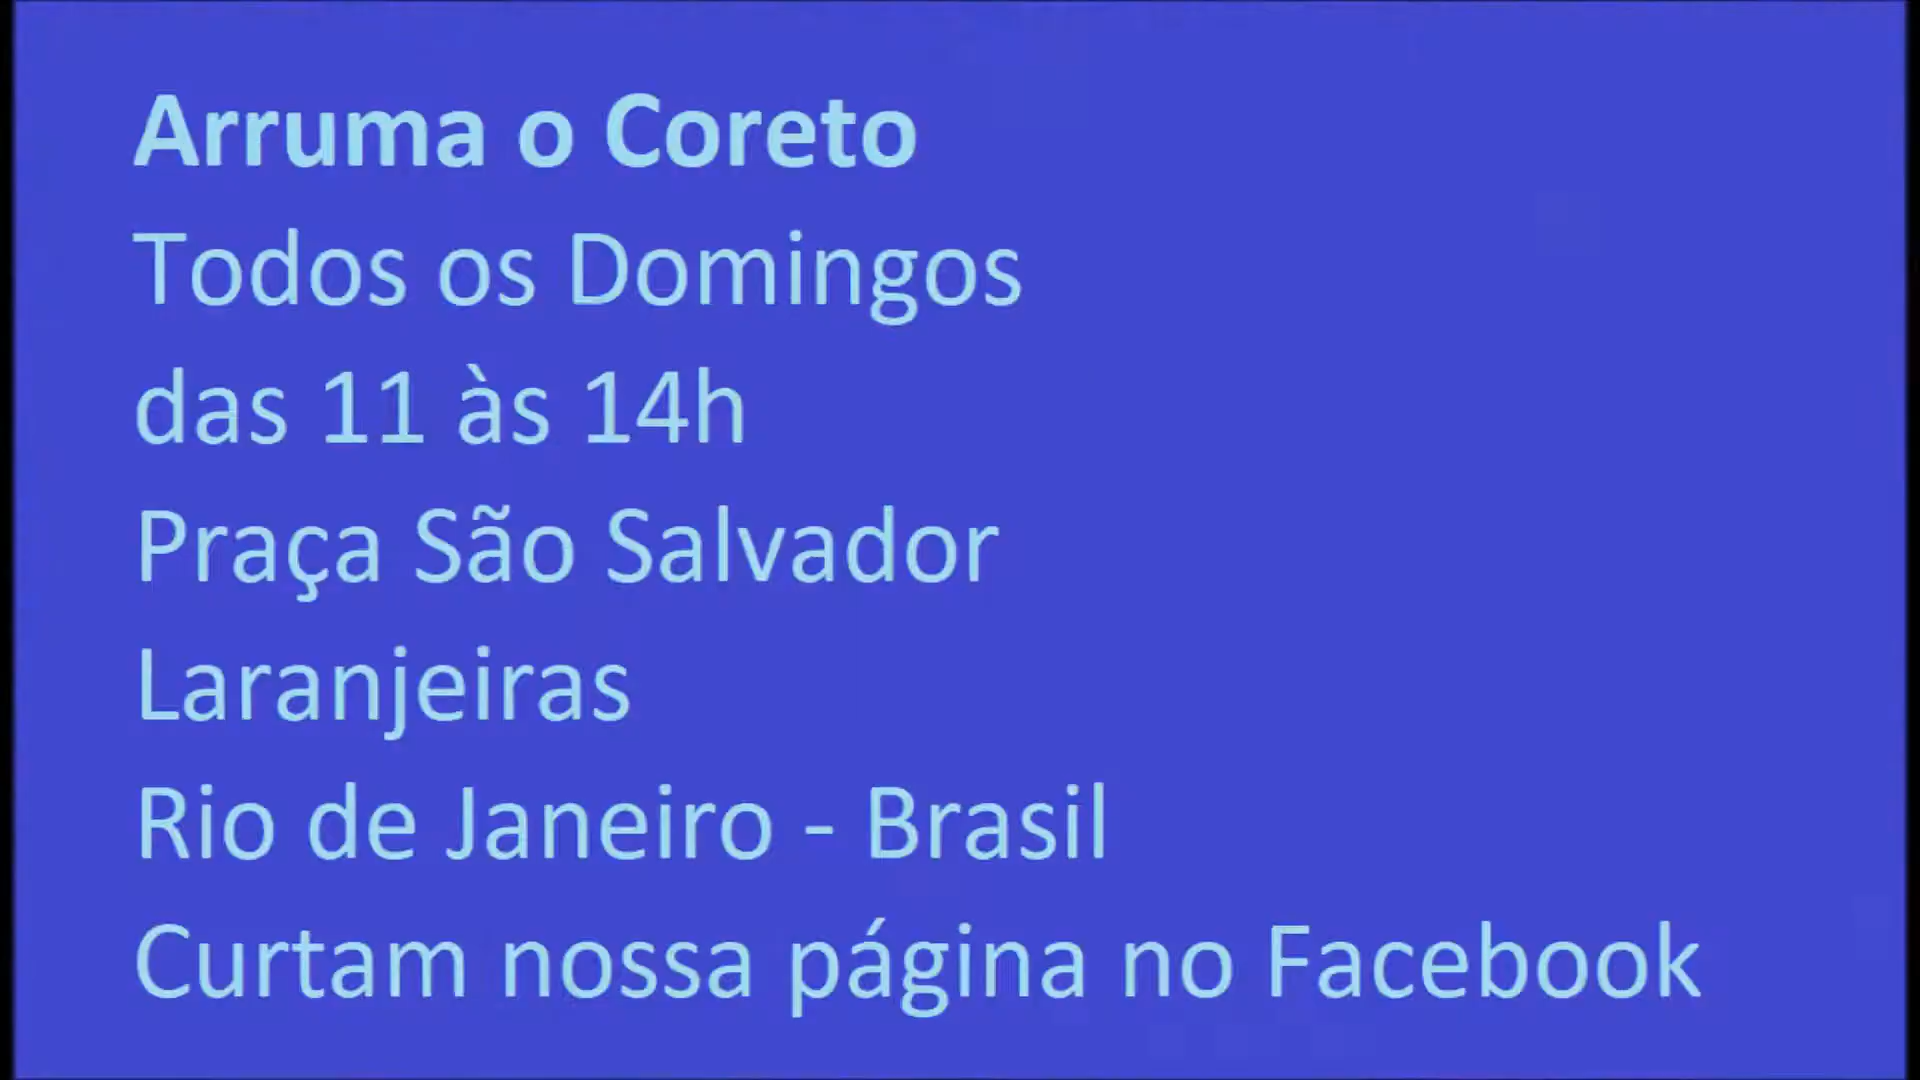 Arruma o Coreto
Todos os Domingos
das 11 às 14h
Praça São Salvador
Laranjeiras
Rio de Janeiro - Brasil
Curtam nossa página no Facebook